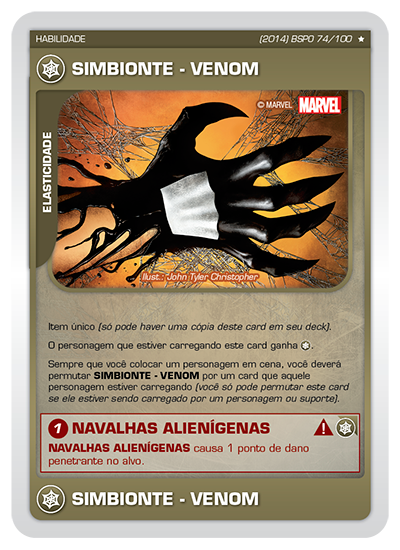 HABILIDADE (2014) BSP0 74/100 ★
SIMBIONTE - VENOM
© MARVEL MARVEL
ELASTICIDADE
Ilust.: John Tyler Christopher
Item único (só pode haver uma cópia deste card em seu deck).
O personagem que estiver carregando este card ganha .
Sempre que você colocar um personagem em cena, você deverá
permutar SIMBIONTE - VENOM por um card que aquele
personagem estiver carregando (você só pode permutar este card
se ele estiver sendo carregado por um personagem ou suporte).
1 NAVALHAS ALIENÍGENAS
NAVALHAS ALIENÍGENAS causa 1 ponto de dano
penetrante no alvo.
SIMBIONTE - VENOM